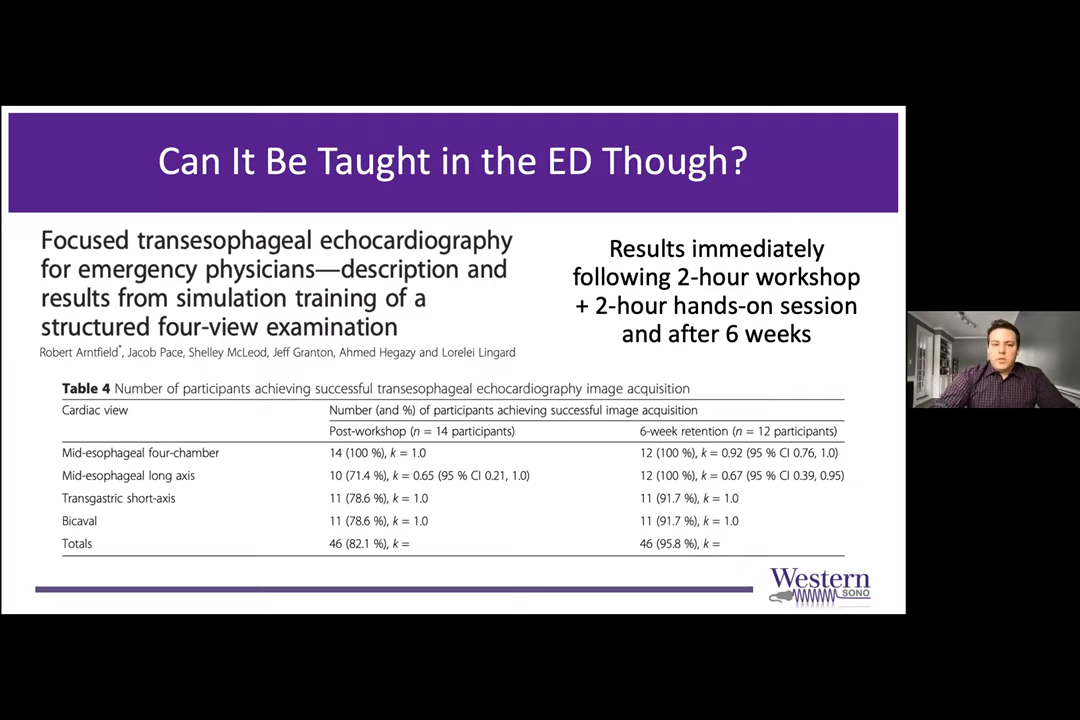 Can It Be Taught in the ED Though?
Focused transesophageal echocardiography
for emergency physicians—description and
results from simulation training of a
structured four-view examination
Robert Arntfield*, Jacob Pace, Shelley McLeod, Jeff Granton, Ahmed Hegazy and Lorelei Lingard
Results immediately
following 2-hour workshop
+ 2-hour hands-on session
and after 6 weeks
Table 4 Number of participants achieving successful transesophageal echocardiography image acquisition
Cardiac view Number (and %) of participants achieving successful image acquisition
Post-workshop (n = 14 participants) 6-week retention (n = 12 participants)
Mid-esophageal four-chamber 14 (100 %), k = 1.0 12 (100 %), k = 0.92 (95 % CI 0.76, 1.0)
Mid-esophageal long axis 10 (71.4 %), k = 0.65 (95 % CI 0.21, 1.0) 12 (100 %), k = 0.67 (95 % CI 0.39, 0.95)
Transgastric short-axis 11 (78.6 %), k = 1.0 11 (91.7 %), k = 1.0
Bicaval 11 (78.6 %), k = 1.0 11 (91.7 %), k = 1.0
Totals 46 (82.1 %), k = 46 (95.8 %), k =
Western
SONO